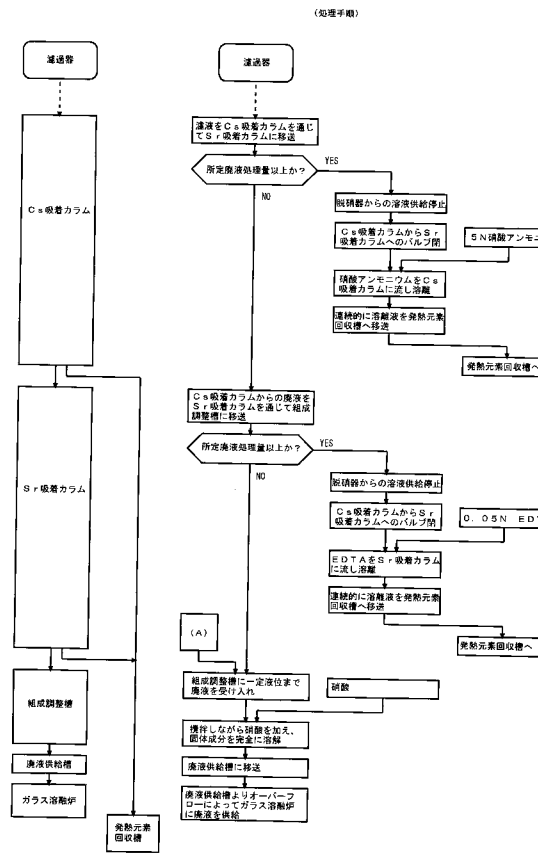 (処理手順)
濾過器
Cs吸着カラム
Sr吸着カラム
組成調整槽
廃液供給槽
ガラス溶融炉
発熱元素
回収槽
濾過器
濾液をCs吸着カラムを通じ
てSr吸着カラムに移送
所定廃液処理量以上か?
YES
NO
脱硝器からの溶液供給停止
Cs吸着カラムからSr
吸着カラムへのバルブ閉
5N硝酸アンモニ
硝酸アンモニウムをCs
吸着カラムに流し溶離
連続的に溶離液を発熱元素
回収槽へ移送
発熱元素回収槽へ
Cs吸着カラムからの廃液を
Sr吸着カラムを通じて組成
調整槽に移送
所定廃液処理量以上か?
YES
NO
脱硝器からの溶液供給停止
Cs吸着カラムからSr
吸着カラムへのバルブ閉
0.05N ED
EDTAをSr吸着カラム
に流し溶離
連続的に溶離液を発熱元素
回収槽へ移送
発熱元素回収槽へ
(A)
組成調整槽に一定液位まで
廃液を受け入れ
硝酸
攪拌しながら硝酸を加え、
固体成分を完全に溶解
廃液供給槽に移送
廃液供給槽よりオーバーフ
ローによってガラス溶融炉
に廃液を供給